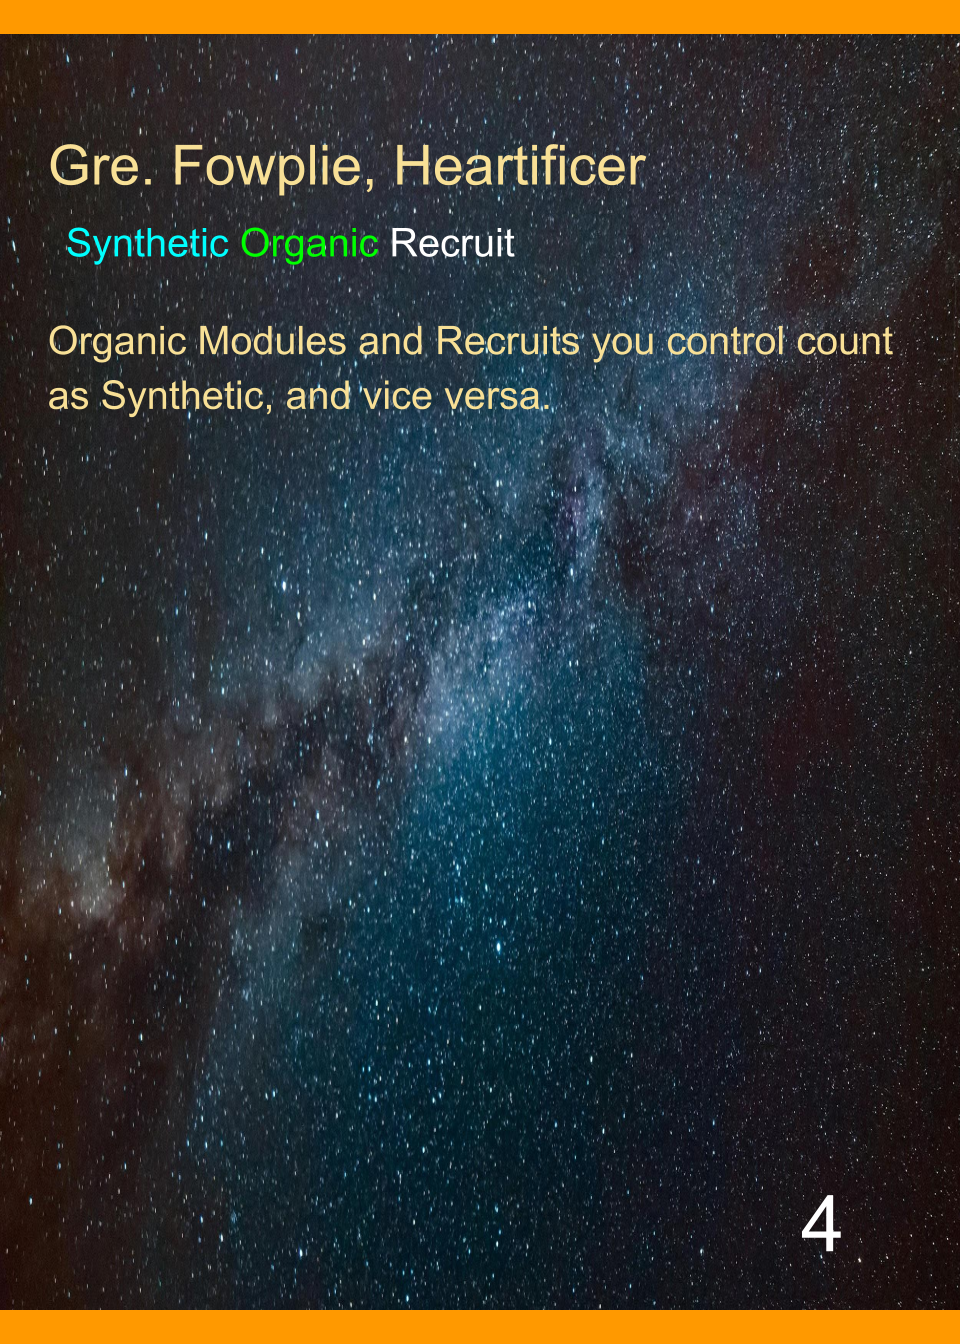 Gre. Fowplie, Heartificer
Synthetic Organic Recruit
Organic Modules and Recruits you control count
as Synthetic, and vice versa.
4